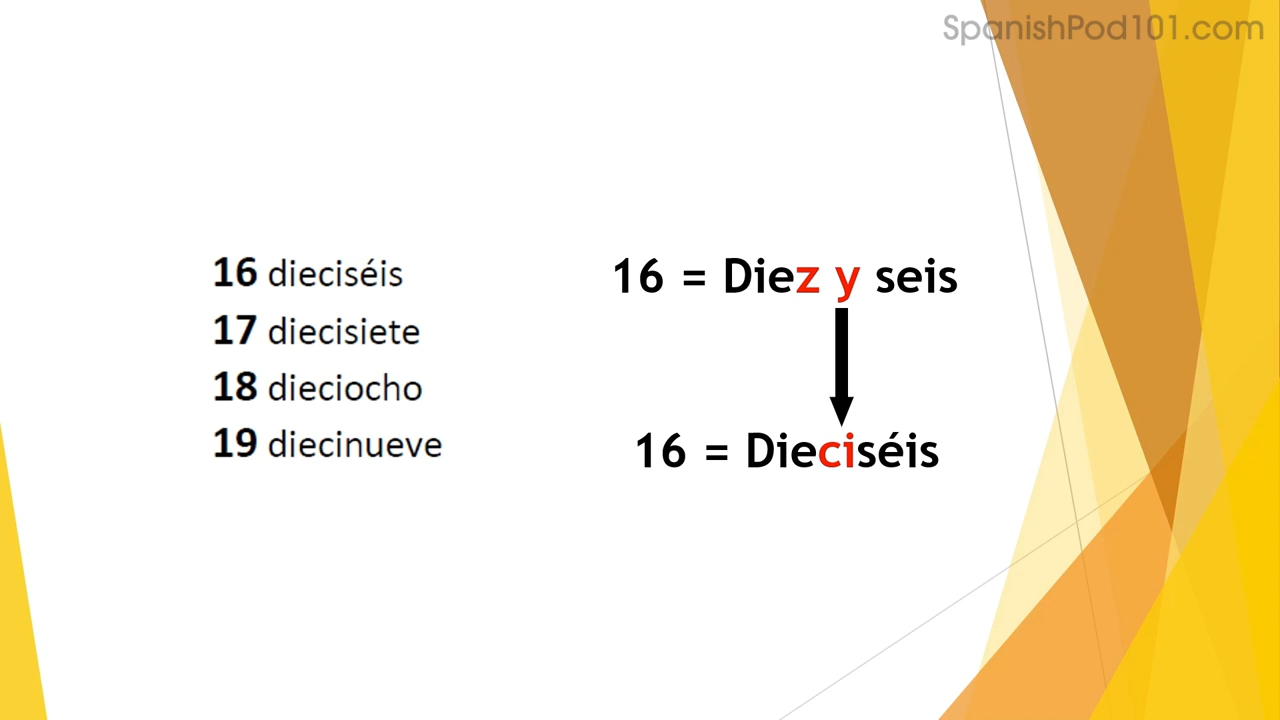 SpanishPod101.com
16 dieciséis
17 diecisiete
18 dieciocho
19 diecinueve
16 = Diez y seis
16 = Dieciséis